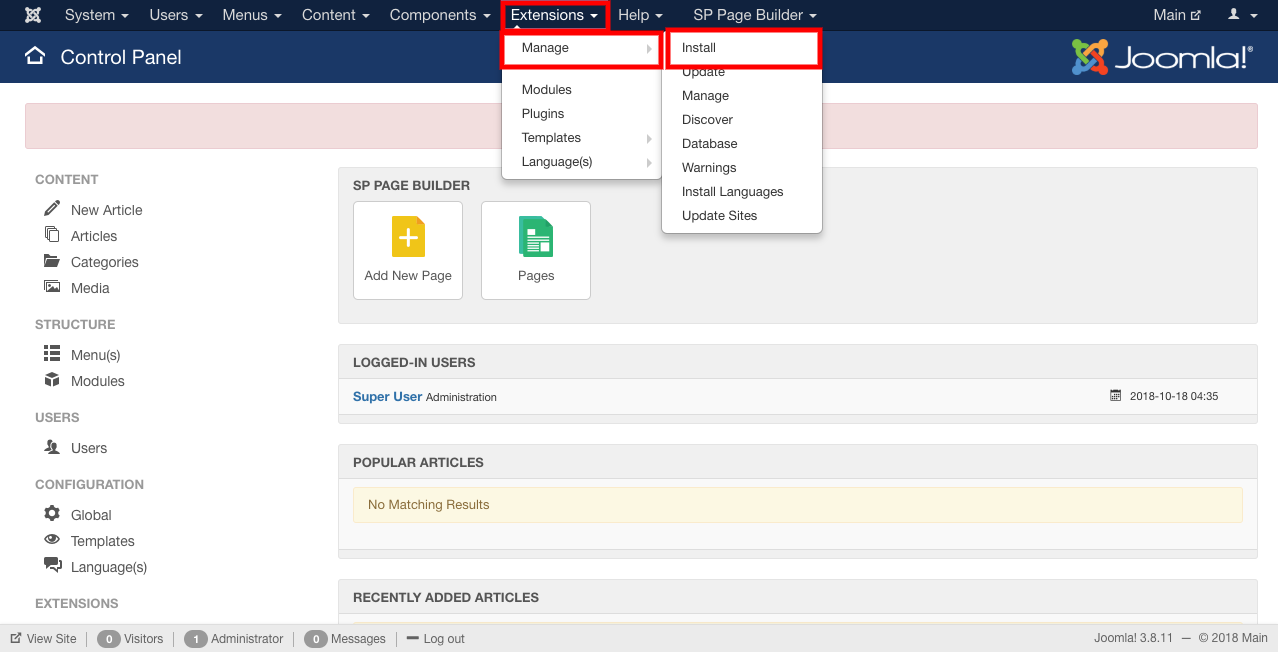 System Users Menus Content Components Extensions Help SP Page Builder Main
Control Panel
Joomla!®
Manage
Modules
Plugins
Templates
Language(s)
Install
Update
Manage
Discover
Database
Warnings
Install Languages
Update Sites
CONTENT
New Article
Articles
Categories
Media
STRUCTURE
Menu(s)
Modules
USERS
Users
CONFIGURATION
Global
Templates
Language(s)
EXTENSIONS
SP PAGE BUILDER
Add New Page
Pages
LOGGED-IN USERS
Super User Administration 2018-10-18 04:35
POPULAR ARTICLES
No Matching Results
RECENTLY ADDED ARTICLES
View Site 0 Visitors 1 Administrator 0 Messages Log out Joomla! 3.8.11 — © 2018 Main